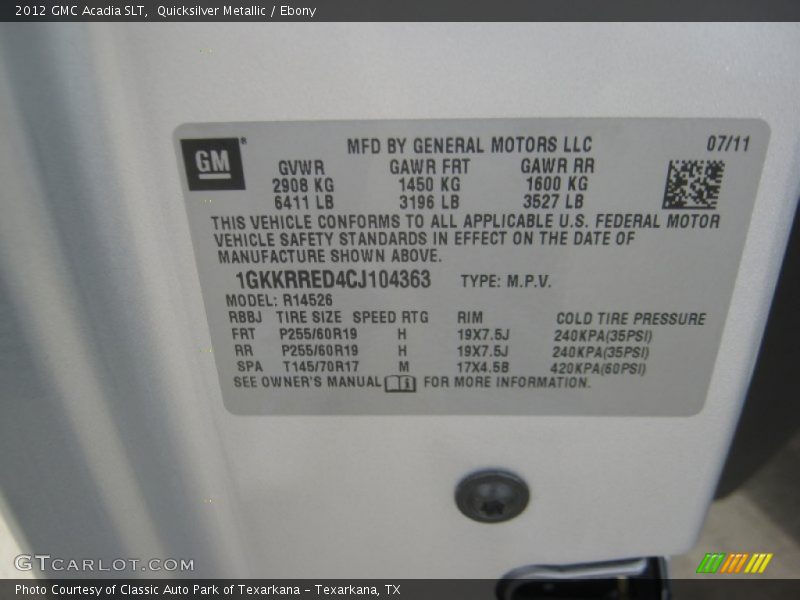 2012 GMC Acadia SLT, Quicksilver Metallic / Ebony
GM®
MFD BY GENERAL MOTORS LLC 07/11
GVWR GAWR FRT GAWR RR
2908 KG 1450 KG 1600 KG
6411 LB 3196 LB 3527 LB
THIS VEHICLE CONFORMS TO ALL APPLICABLE U.S. FEDERAL MOTOR
VEHICLE SAFETY STANDARDS IN EFFECT ON THE DATE OF
MANUFACTURE SHOWN ABOVE.
1GKKRRED4CJ104363 TYPE: M.P.V.
MODEL: R14526
RBBJ TIRE SIZE SPEED RTG RIM COLD TIRE PRESSURE
FRT P255/60R19 H 19X7.5J 240KPA(35PSI)
RR P255/60R19 H 19X7.5J 240KPA(35PSI)
SPA T145/70R17 M 17X4.5B 420KPA(60PSI)
SEE OWNER'S MANUAL FOR MORE INFORMATION.
GTCARLOT.COM
Photo Courtesy of Classic Auto Park of Texarkana – Texarkana, TX